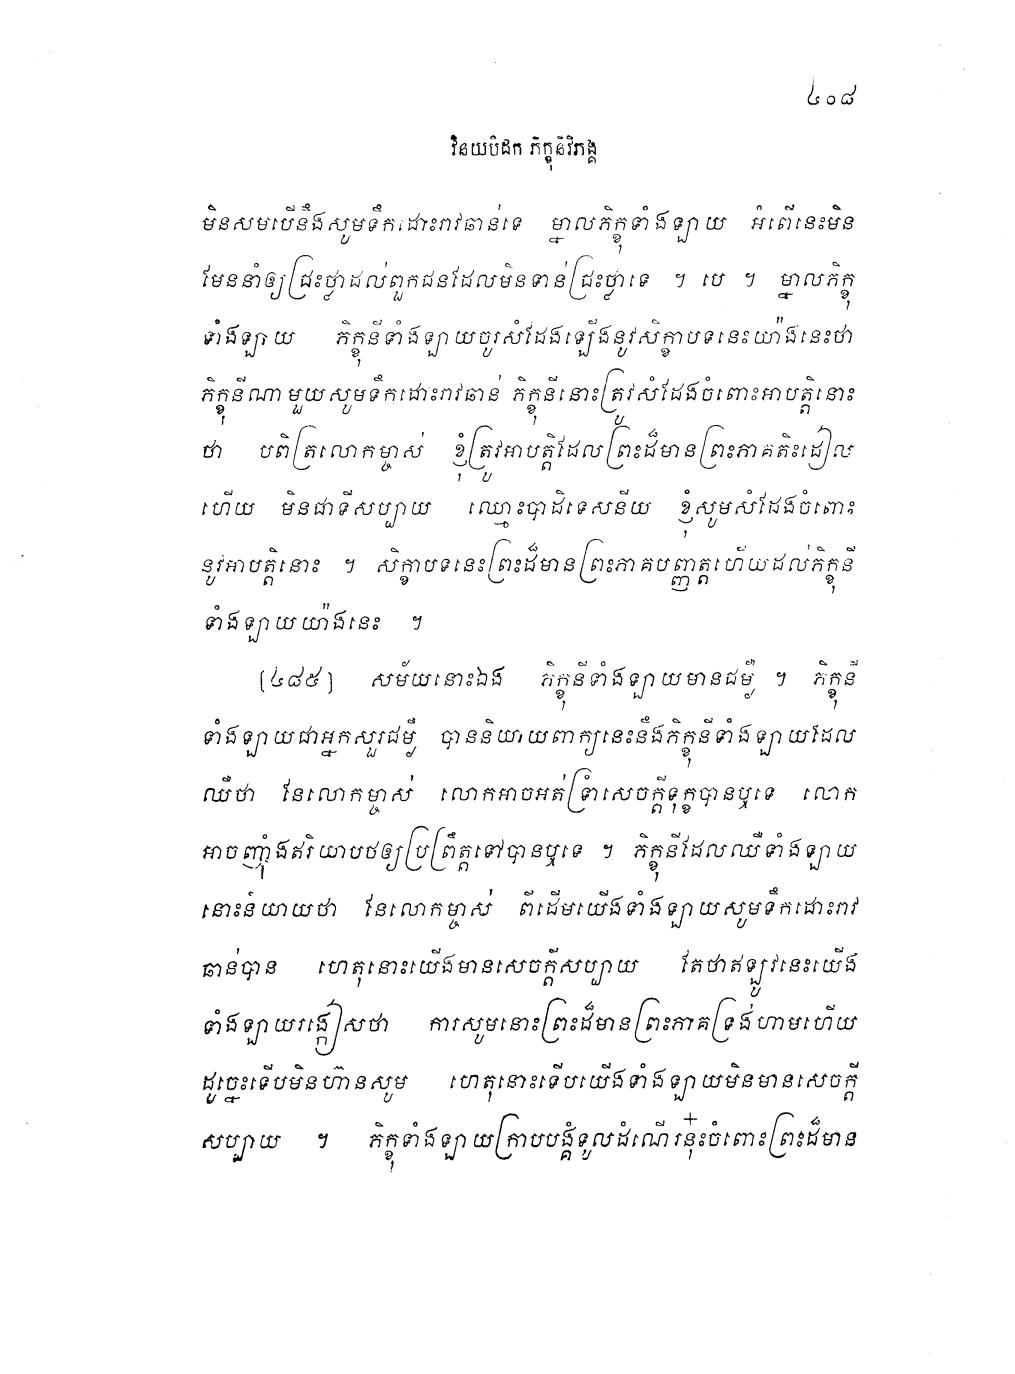 ៤០៨
វិនយបិដក ភិក្ខុនីវិភង្គ
មិនសមបើនឹងសូមទឹកដោះរាវឆាន់ទេ ម្នាលភិក្ខុទាំងឡាយ អំពើនេះមិន
មែននាំឲ្យជ្រះថ្លាដល់ពួកជនដែលមិនទាន់ជ្រះថ្លាទេ ។ បេ ។ ម្នាលភិក្ខុ
ទាំងឡាយ ភិក្ខុនីទាំងឡាយចូរសំដែងឡើងនូវសិក្ខាបទនេះយ៉ាងនេះថា
ភិក្ខុនីណាមួយសូមទឹកដោះរាវឆាន់ ភិក្ខុនីនោះត្រូវសំដែងចំពោះអាបត្តិនោះ
ថា បពិត្រលោកម្ចាស់ ខ្ញុំត្រូវអាបត្តិដែលព្រះដ៏មានព្រះភាគតិះដៀល
ហើយ មិនជាទីសប្បាយ ឈ្មោះបាដិទេសនីយ ខ្ញុំសូមសំដែងចំពោះ
នូវអាបត្តិនោះ ។ សិក្ខាបទនេះព្រះដ៏មានព្រះភាគបញ្ញត្តហើយដល់ភិក្ខុនី
ទាំងឡាយយ៉ាងនេះ ។
[៤៨៥] សម័យនោះឯង ភិក្ខុនីទាំងឡាយមានជម្ងឺ ។ ភិក្ខុនី
ទាំងឡាយជាអ្នកសួរជម្ងឺ បាននិយាយពាក្យនេះនឹងភិក្ខុនីទាំងឡាយដែល
ឈឺថា នែលោកម្ចាស់ លោកអាចអត់ទ្រាំសេចក្តីទុក្ខបានឬទេ លោក
អាចញុំាងឥរិយាបថឲ្យប្រព្រឹត្តទៅបានឬទេ ។ ភិក្ខុនីដែលឈឺទាំងឡាយ
នោះនិយាយថា នែលោកម្ចាស់ ពីដើមយើងទាំងឡាយសូមទឹកដោះរាវ
ឆាន់បាន ហេតុនោះយើងមានសេចក្តីសប្បាយ តែថាឥឡូវនេះយើង
ទាំងឡាយរង្កៀសថា ការសូមនោះព្រះដ៏មានព្រះភាគទ្រង់ហាមហើយ
ដូច្នេះទើបមិនហ៊ានសូម ហេតុនោះទើបយើងទាំងឡាយមិនមានសេចក្តី
សប្បាយ ។ ភិក្ខុទាំងឡាយក្រាបបង្គំទូលដំណើរនុ៎ះចំពោះព្រះដ៏មាន